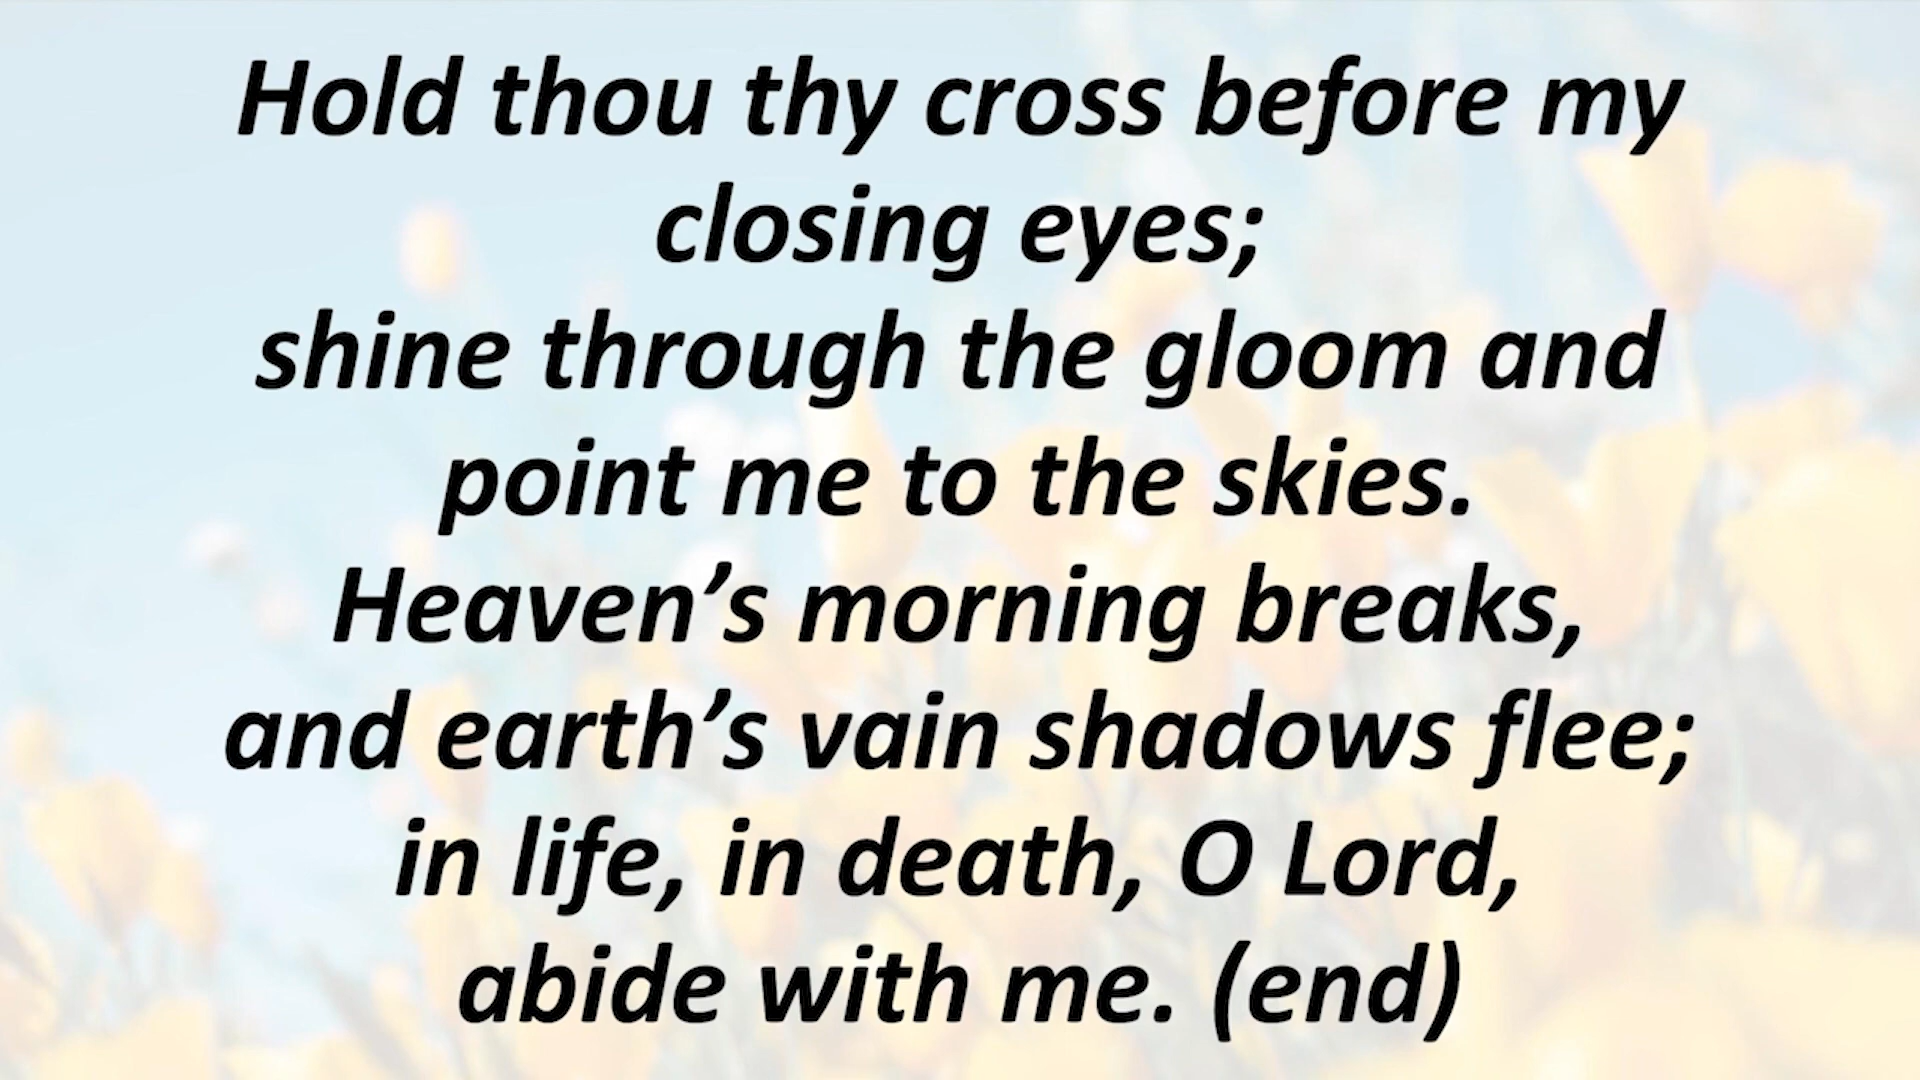 Hold thou thy cross before my
closing eyes;
shine through the gloom and
point me to the skies.
Heaven’s morning breaks,
and earth’s vain shadows flee;
in life, in death, O Lord,
abide with me. (end)